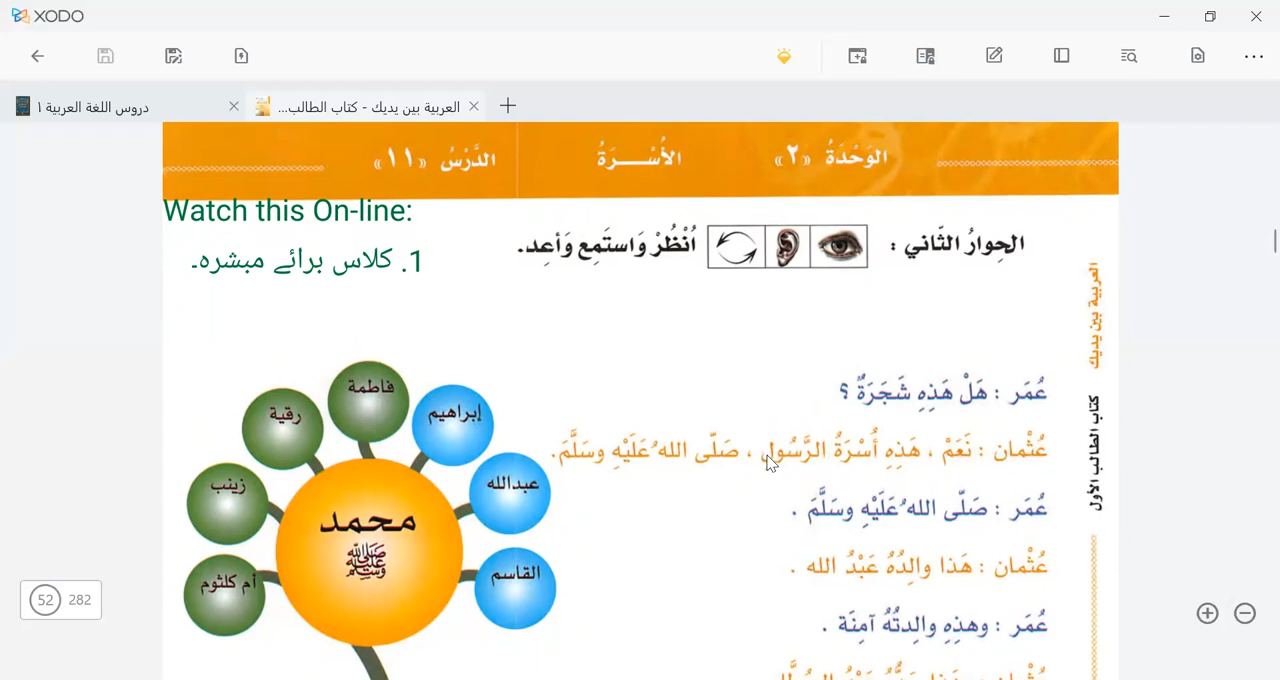 XODO
دروس اللغة العربية ١
العربية بين يديك - كتاب الطالب...
الوَحْدَةُ «٢» الأُسْـــرَةُ الدَّرْسُ «١١»
Watch this On-line:
1. کلاس برائے مبشرہ۔
الحِوارُ الثّاني : اُنْظُرْ وَاستَمِع وَأعِد.
عُمَر : هَلْ هَذِهِ شَجَرَةٌ ؟
عُثْمان : نَعَمْ ، هَذِهِ أُسْرَةُ الرَّسُولِ ، صَلّى اللهُ عَلَيْهِ وسَلَّمَ.
عُمَر : صَلّى اللهُ عَلَيْهِ وسَلَّمَ .
عُثْمان : هَذا والِدُهُ عَبْدُ الله .
عُمَر : وهذِهِ والِدتُهُ آمِنَة .
فاطمة
إبراهيم
رقية
عبدالله
زينب
محمد
ﷺ
القاسم
أم كلثوم
العربية بين يديك
كتاب الطالب الأول
52 282